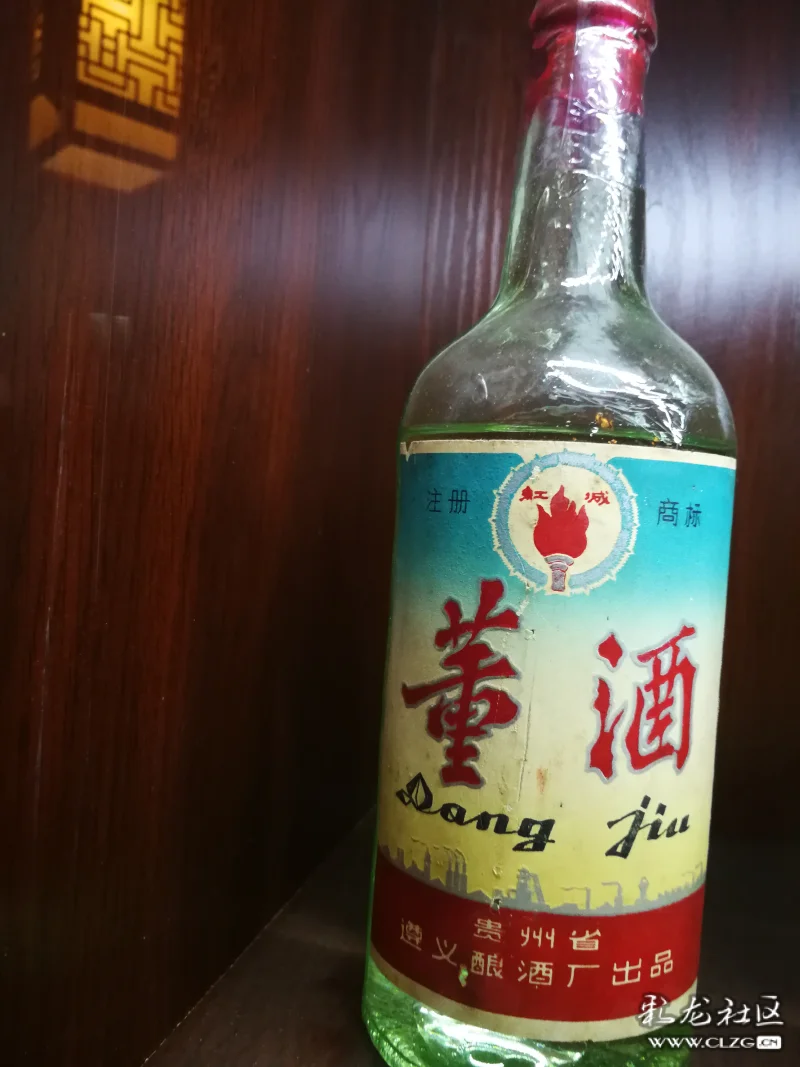 注册 红城 商标
董酒
Dang jiu
贵州省
遵义酿酒厂出品
彩龙社区
WWW.CLZG.CN